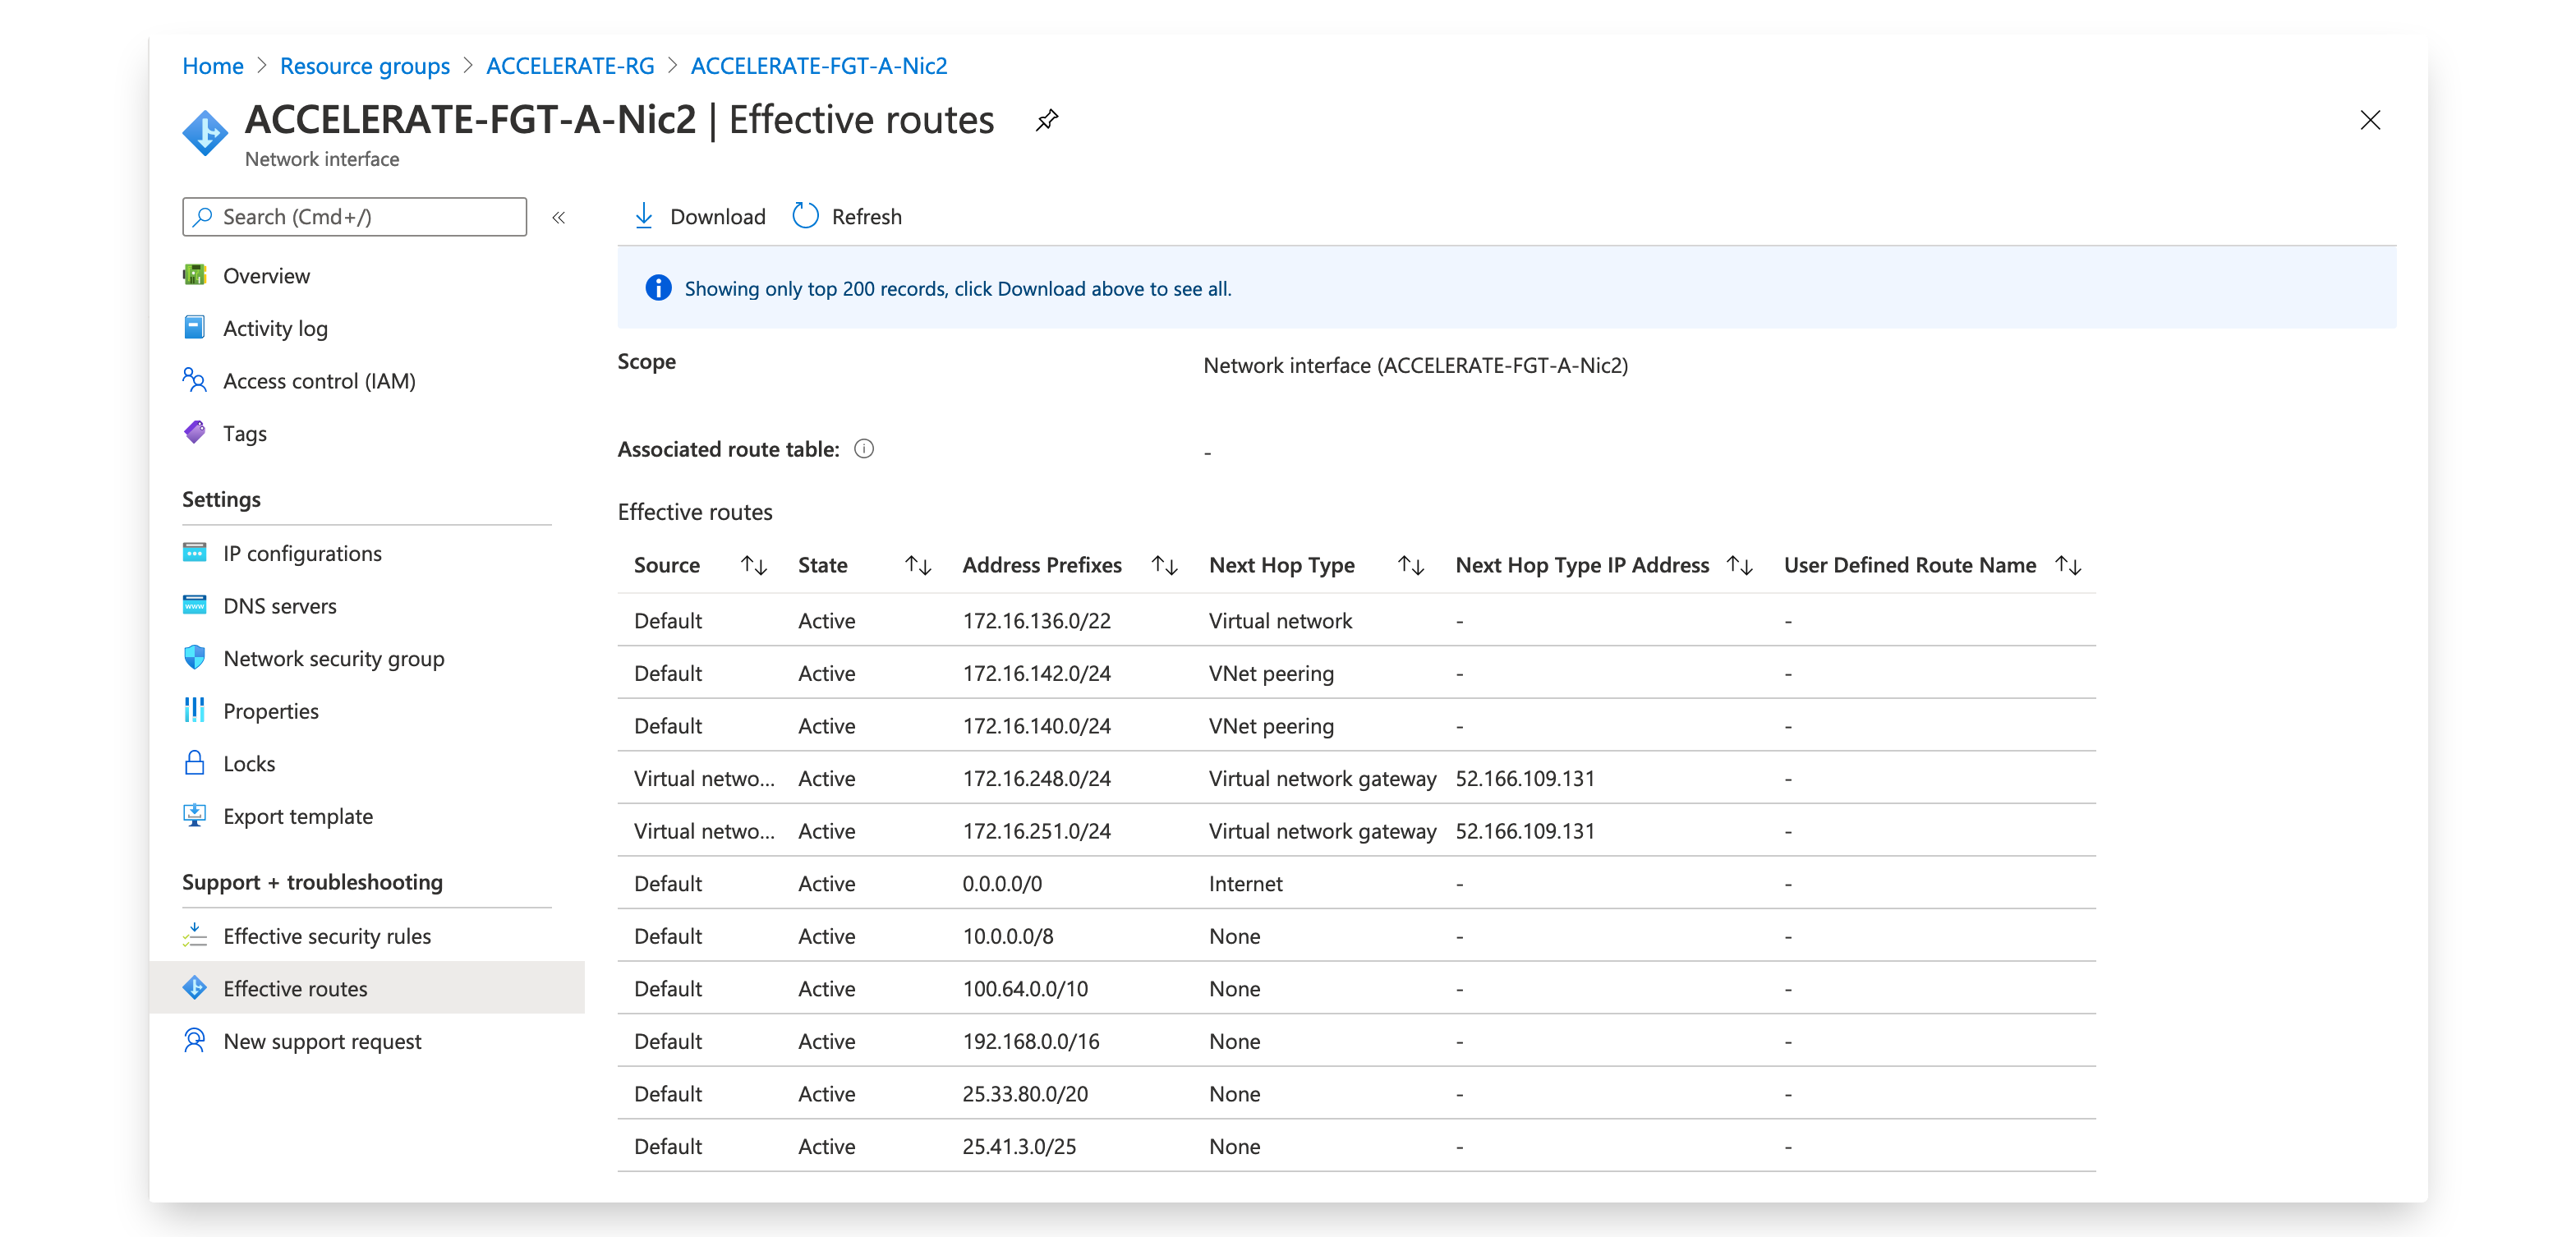 Home > Resource groups > ACCELERATE-RG > ACCELERATE-FGT-A-Nic2
ACCELERATE-FGT-A-Nic2 | Effective routes
Network interface
Search (Cmd+/)
«
Overview
Activity log
Access control (IAM)
Tags
Settings
IP configurations
DNS servers
Network security group
Properties
Locks
Export template
Support + troubleshooting
Effective security rules
Effective routes
New support request
Download Refresh
Showing only top 200 records, click Download above to see all.
Scope Network interface (ACCELERATE-FGT-A-Nic2)
Associated route table: -
Effective routes
Source State Address Prefixes Next Hop Type Next Hop Type IP Address User Defined Route Name
Default Active 172.16.136.0/22 Virtual network - -
Default Active 172.16.142.0/24 VNet peering - -
Default Active 172.16.140.0/24 VNet peering - -
Virtual netwo... Active 172.16.248.0/24 Virtual network gateway 52.166.109.131 -
Virtual netwo... Active 172.16.251.0/24 Virtual network gateway 52.166.109.131 -
Default Active 0.0.0.0/0 Internet - -
Default Active 10.0.0.0/8 None - -
Default Active 100.64.0.0/10 None - -
Default Active 192.168.0.0/16 None - -
Default Active 25.33.80.0/20 None - -
Default Active 25.41.3.0/25 None - -